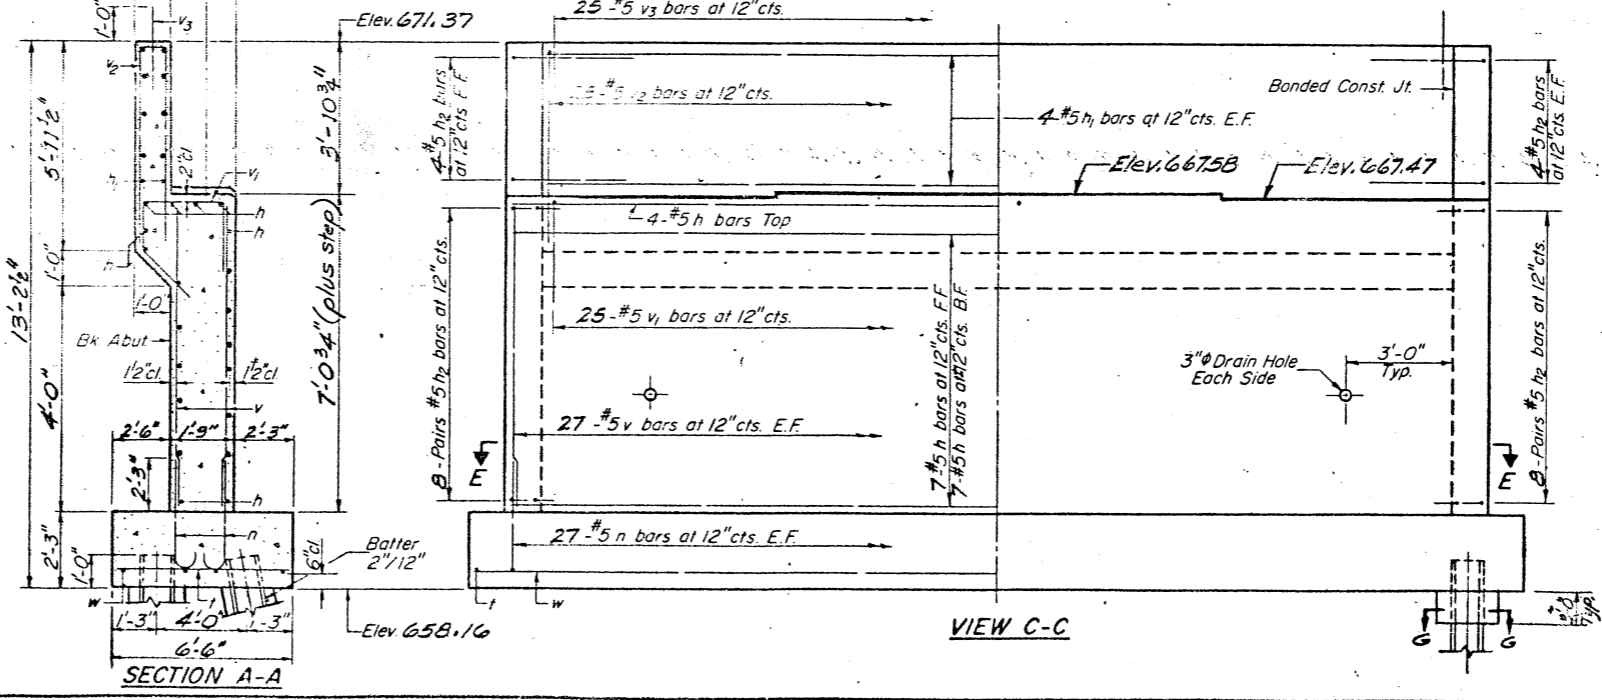 1'-0"
v3
Elev. 671.37
25 - #5 v3 bars at 12"cts.
v2
5'-11 1/2"
3'-10 3/4"
4-#5 h2 bars
at 12"cts E.F.
v2 bars at 12"cts.
4-#5 h1 bars at 12"cts. E.F.
Bonded Const. Jt.
4-#5 h2 bars
at 12"cts E.F.
2"cl.
v1
h1
Elev. 667.58
Elev. 667.47
h
h
4-#5 h bars Top
13'-2 1/2"
1'-0"
h
1'-0"
7'-0 3/4" (plus step)
8-Pairs #5 h2 bars at 12"cts.
25 - #5 v1 bars at 12"cts.
7-#5 h bars at 12"cts. F.F.
7-#5 h bars at 12"cts. B.F.
8-Pairs #5 h2 bars at 12"cts.
Bk Abut
4'-0"
1 1/2"cl.
1 1/2"cl.
3"Φ Drain Hole
Each Side
3'-0"
Typ.
v
2'-6"
1'-9"
2'-3"
27 - #5 v bars at 12"cts. E.F.
2'-3"
E
E
h
2'-3"
n
27 - #5 n bars at 12"cts. E.F.
1'-0"
6"cl.
Batter
2"/12"
w
t
t
w
1'-3"
4'-0"
1'-3"
Elev. 658.16
6'-6"
SECTION A-A
VIEW C-C
G
G
Typ.